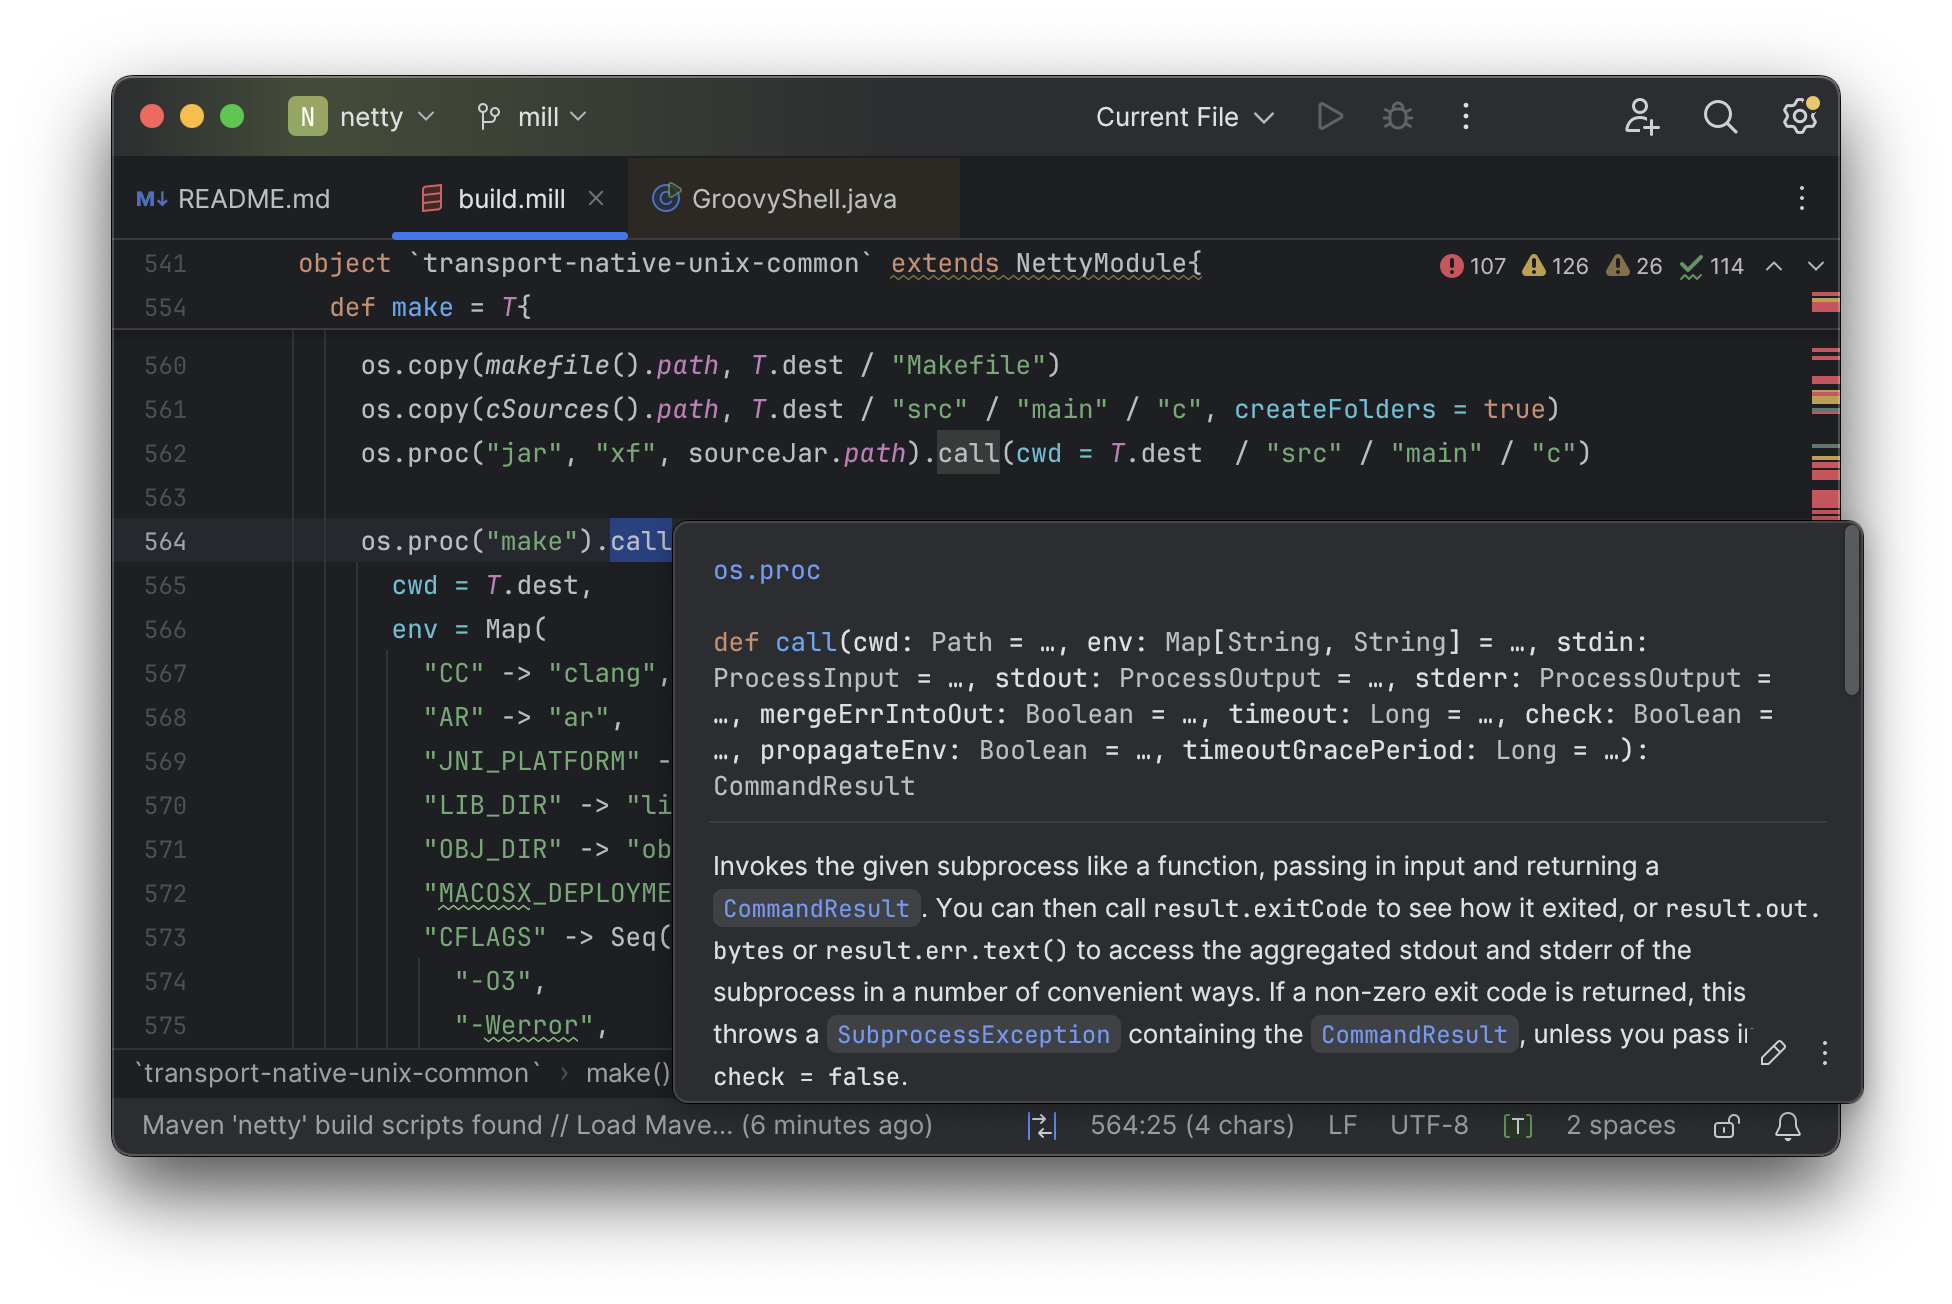 N netty mill Current File
README.md build.mill GroovyShell.java
541 object `transport-native-unix-common` extends NettyModule{ 107 126 26 114
554 def make = T{
560 os.copy(makefile().path, T.dest / "Makefile")
561 os.copy(cSources().path, T.dest / "src" / "main" / "c", createFolders = true)
562 os.proc("jar", "xf", sourceJar.path).call(cwd = T.dest  / "src" / "main" / "c")
563
564 os.proc("make").call
565 cwd = T.dest,
566 env = Map(
567 "CC" -> "clang",
568 "AR" -> "ar",
569 "JNI_PLATFORM" -
570 "LIB_DIR" -> "li
571 "OBJ_DIR" -> "ob
572 "MACOSX_DEPLOYME
573 "CFLAGS" -> Seq(
574 "-O3",
575 "-Werror",
os.proc
def call(cwd: Path = …, env: Map[String, String] = …, stdin:
ProcessInput = …, stdout: ProcessOutput = …, stderr: ProcessOutput =
…, mergeErrIntoOut: Boolean = …, timeout: Long = …, check: Boolean =
…, propagateEnv: Boolean = …, timeoutGracePeriod: Long = …):
CommandResult
Invokes the given subprocess like a function, passing in input and returning a
CommandResult. You can then call result.exitCode to see how it exited, or result.out.
bytes or result.err.text() to access the aggregated stdout and stderr of the
subprocess in a number of convenient ways. If a non-zero exit code is returned, this
throws a SubprocessException containing the CommandResult, unless you pass in
check = false.
`transport-native-unix-common` › make()
Maven 'netty' build scripts found // Load Mave... (6 minutes ago) 564:25 (4 chars) LF UTF-8 [T] 2 spaces